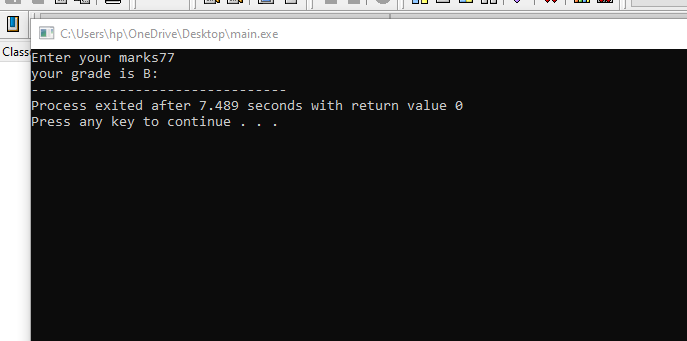 C:\Users\hp\OneDrive\Desktop\main.exe
Class
Enter your marks77
your grade is B:
--------------------------------
Process exited after 7.489 seconds with return value 0
Press any key to continue . . .